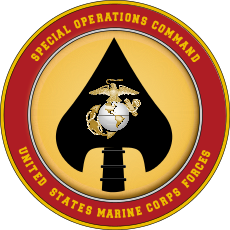 SPECIAL OPERATIONS COMMAND
UNITED STATES MARINE CORPS FORCES